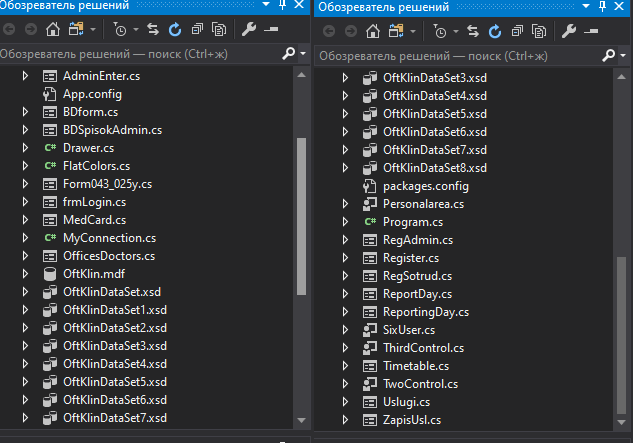 Обозреватель решений
Обозреватель решений — поиск (Ctrl+ж)
AdminEnter.cs
App.config
BDform.cs
BDSpisokAdmin.cs
C# Drawer.cs
C# FlatColors.cs
Form043_025y.cs
frmLogin.cs
MedCard.cs
C# MyConnection.cs
OfficesDoctors.cs
OftKlin.mdf
OftKlinDataSet.xsd
OftKlinDataSet1.xsd
OftKlinDataSet2.xsd
OftKlinDataSet3.xsd
OftKlinDataSet4.xsd
OftKlinDataSet5.xsd
OftKlinDataSet6.xsd
OftKlinDataSet7.xsd
Обозреватель решений
Обозреватель решений — поиск (Ctrl+ж)
OftKlinDataSet3.xsd
OftKlinDataSet4.xsd
OftKlinDataSet5.xsd
OftKlinDataSet6.xsd
OftKlinDataSet7.xsd
OftKlinDataSet8.xsd
packages.config
Personalarea.cs
C# Program.cs
RegAdmin.cs
Register.cs
RegSotrud.cs
ReportDay.cs
ReportingDay.cs
SixUser.cs
ThirdControl.cs
Timetable.cs
TwoControl.cs
Uslugi.cs
ZapisUsl.cs